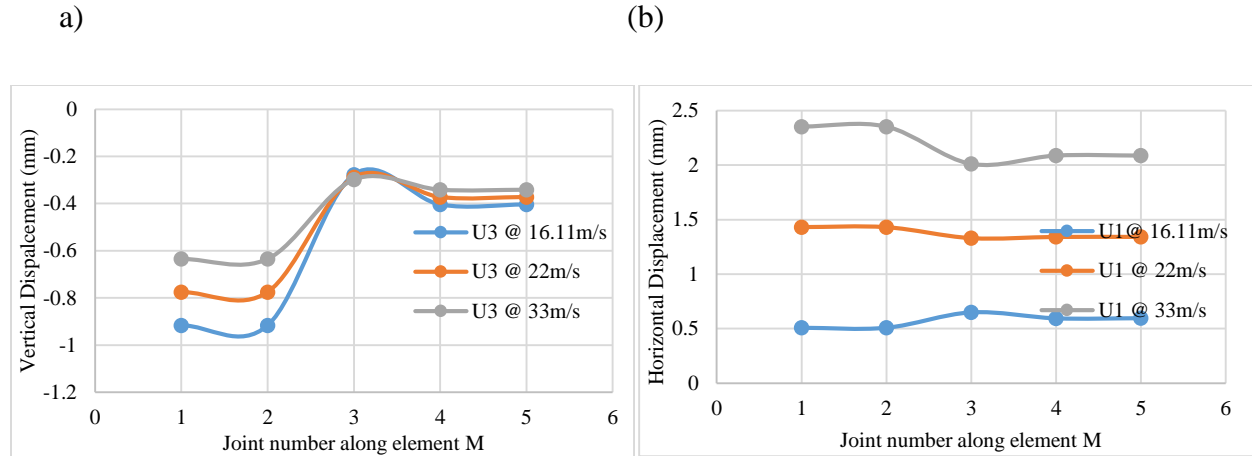 a)
(b)
Vertical Dispalcement (mm)
0
-0.2
-0.4
-0.6
-0.8
-1
-1.2
0 1 2 3 4 5 6
Joint number along element M
U3 @ 16.11m/s
U3 @ 22m/s
U3 @ 33m/s
Horizontal Displacement (mm)
2.5
2
1.5
1
0.5
0
0 1 2 3 4 5 6
Joint number along element M
U1@ 16.11m/s
U1 @ 22m/s
U1 @ 33m/s